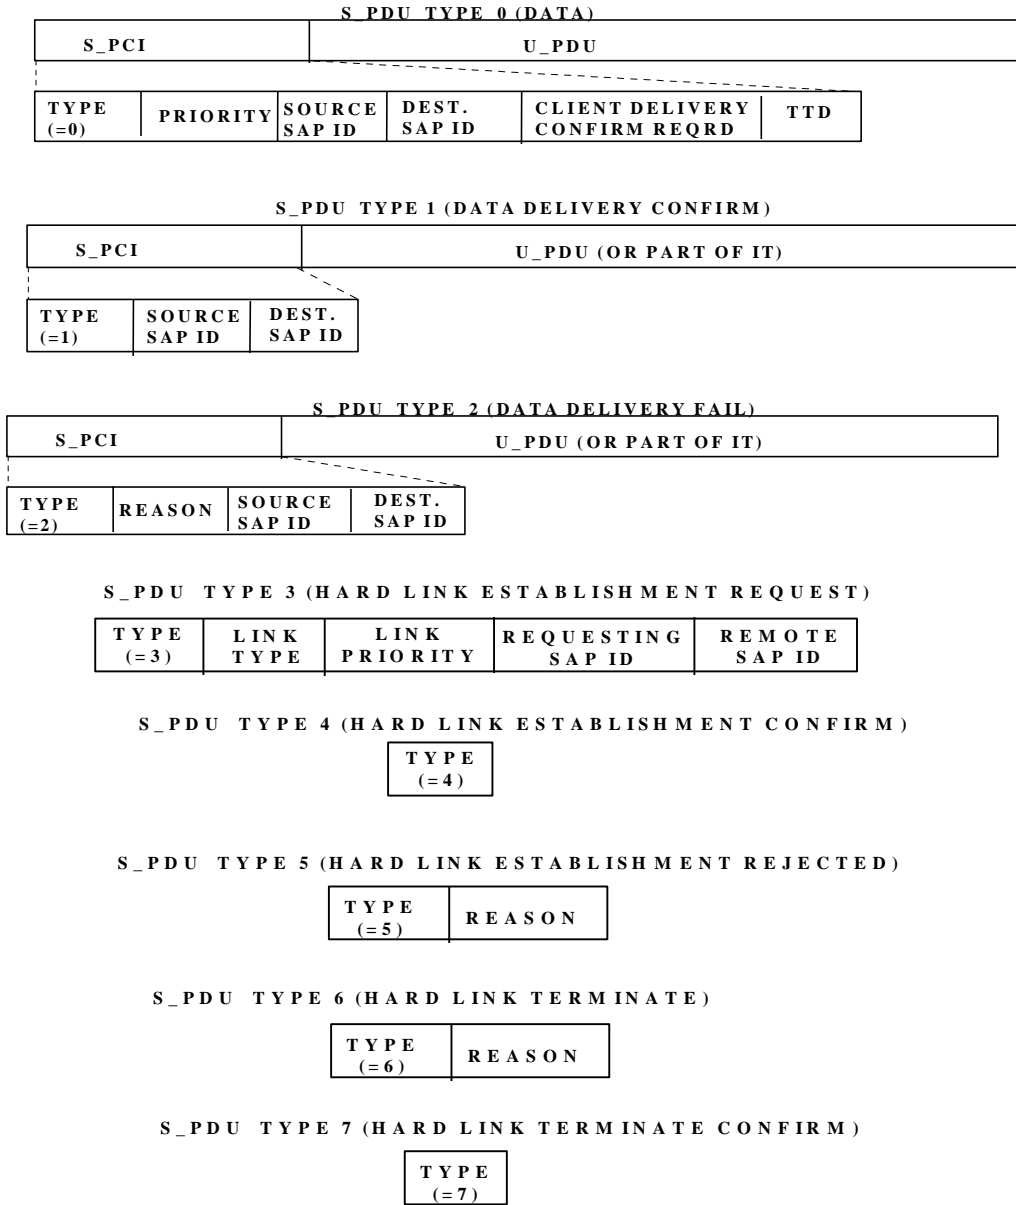 S_PDU TYPE 0 (DATA)
S_PCI U_PDU
TYPE (=0) PRIORITY SOURCE SAP ID DEST. SAP ID CLIENT DELIVERY CONFIRM REQRD TTD
S_PDU TYPE 1 (DATA DELIVERY CONFIRM)
S_PCI U_PDU (OR PART OF IT)
TYPE (=1) SOURCE SAP ID DEST. SAP ID
S_PDU TYPE 2 (DATA DELIVERY FAIL)
S_PCI U_PDU (OR PART OF IT)
TYPE (=2) REASON SOURCE SAP ID DEST. SAP ID
S_PDU TYPE 3 (HARD LINK ESTABLISHMENT REQUEST)
TYPE (=3) LINK TYPE LINK PRIORITY REQUESTING SAP ID REMOTE SAP ID
S_PDU TYPE 4 (HARD LINK ESTABLISHMENT CONFIRM)
TYPE
(=4)
S_PDU TYPE 5 (HARD LINK ESTABLISHMENT REJECTED)
TYPE (=5) REASON
S_PDU TYPE 6 (HARD LINK TERMINATE)
TYPE (=6) REASON
S_PDU TYPE 7 (HARD LINK TERMINATE CONFIRM)
TYPE
(=7)